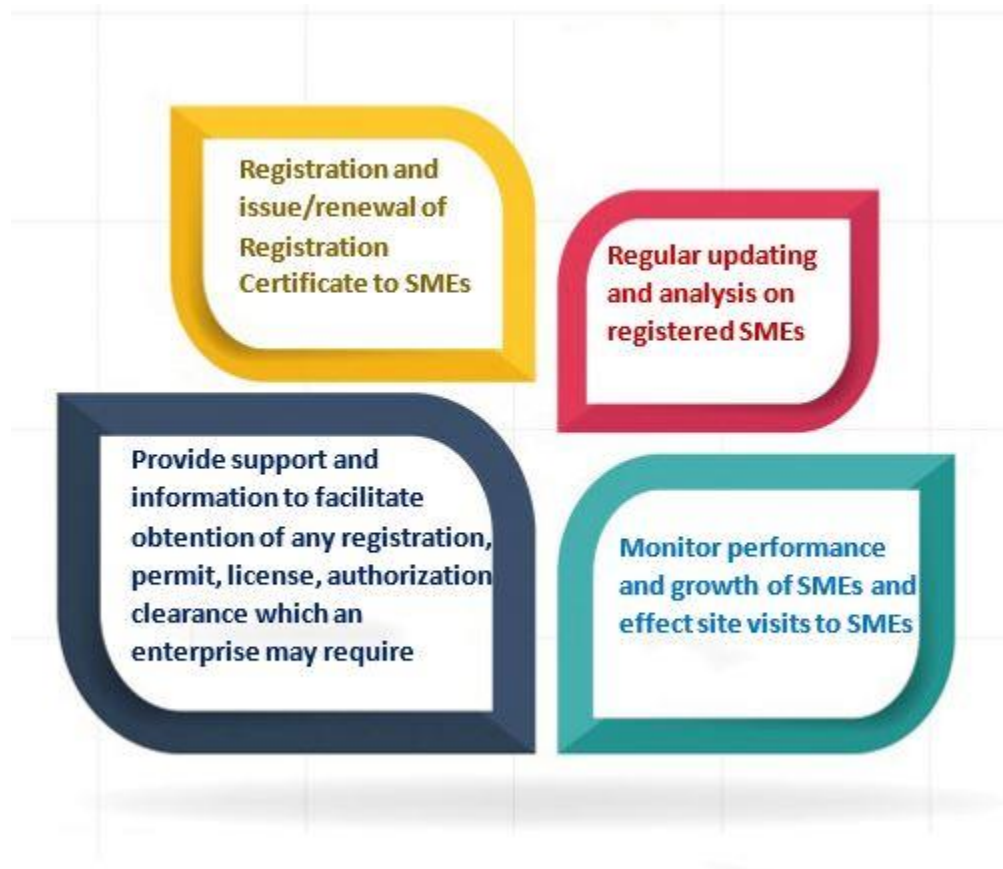 Registration and
issue/renewal of
Registration
Certificate to SMEs
Regular updating
and analysis on
registered SMEs
Provide support and
information to facilitate
obtention of any registration,
permit, license, authorization
clearance which an
enterprise may require
Monitor performance
and growth of SMEs and
effect site visits to SMEs